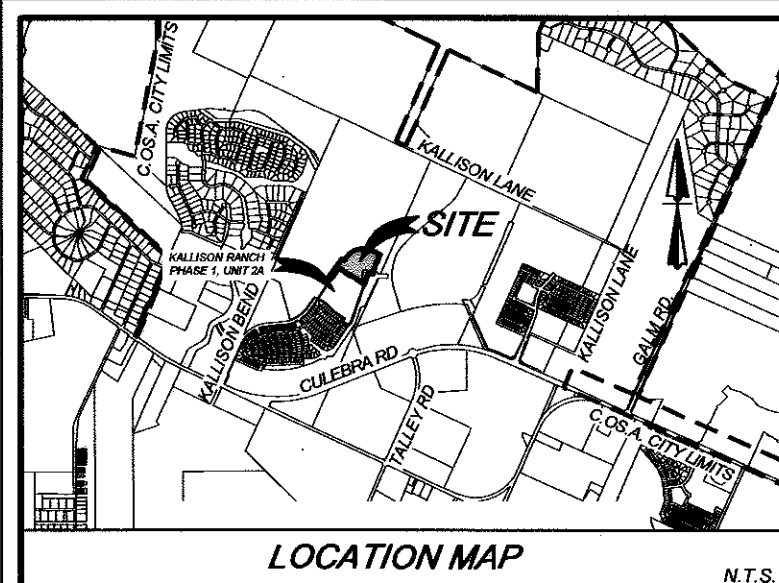 C.OS.A. CITY LIMITS
KALLISON LANE
SITE
KALLISON RANCH
PHASE 1, UNIT 2A
KALLISON BEND
KALLISON LANE
GALM RD
CULEBRA RD
TALLEY RD
C.OS.A. CITY LIMITS
LOCATION MAP
N.T.S.